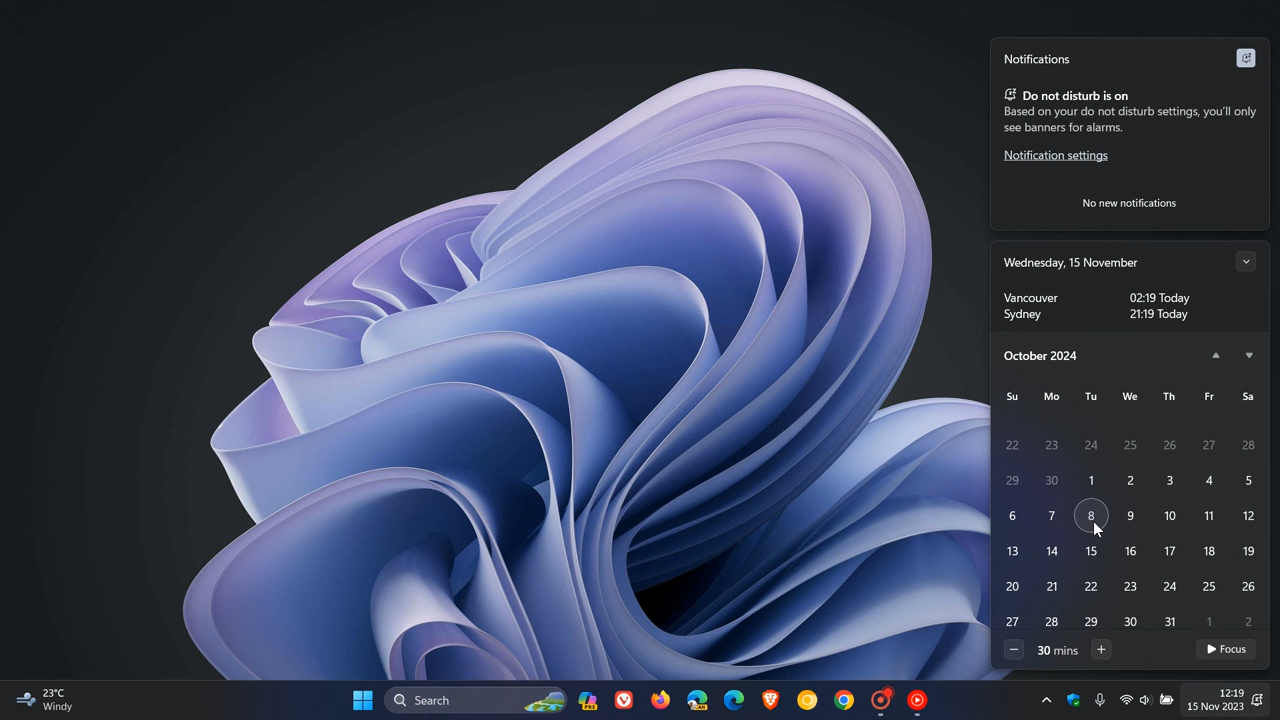 Notifications
Do not disturb is on
Based on your do not disturb settings, you'll only
see banners for alarms.
Notification settings
No new notifications
Wednesday, 15 November
Vancouver 02:19 Today
Sydney 21:19 Today
October 2024
Su Mo Tu We Th Fr Sa
22 23 24 25 26 27 28
29 30 1 2 3 4 5
6 7 8 9 10 11 12
13 14 15 16 17 18 19
20 21 22 23 24 25 26
27 28 29 30 31 1 2
30 mins Focus
23°C
Windy
Search
PRE
CAN
12:19
15 Nov 2023